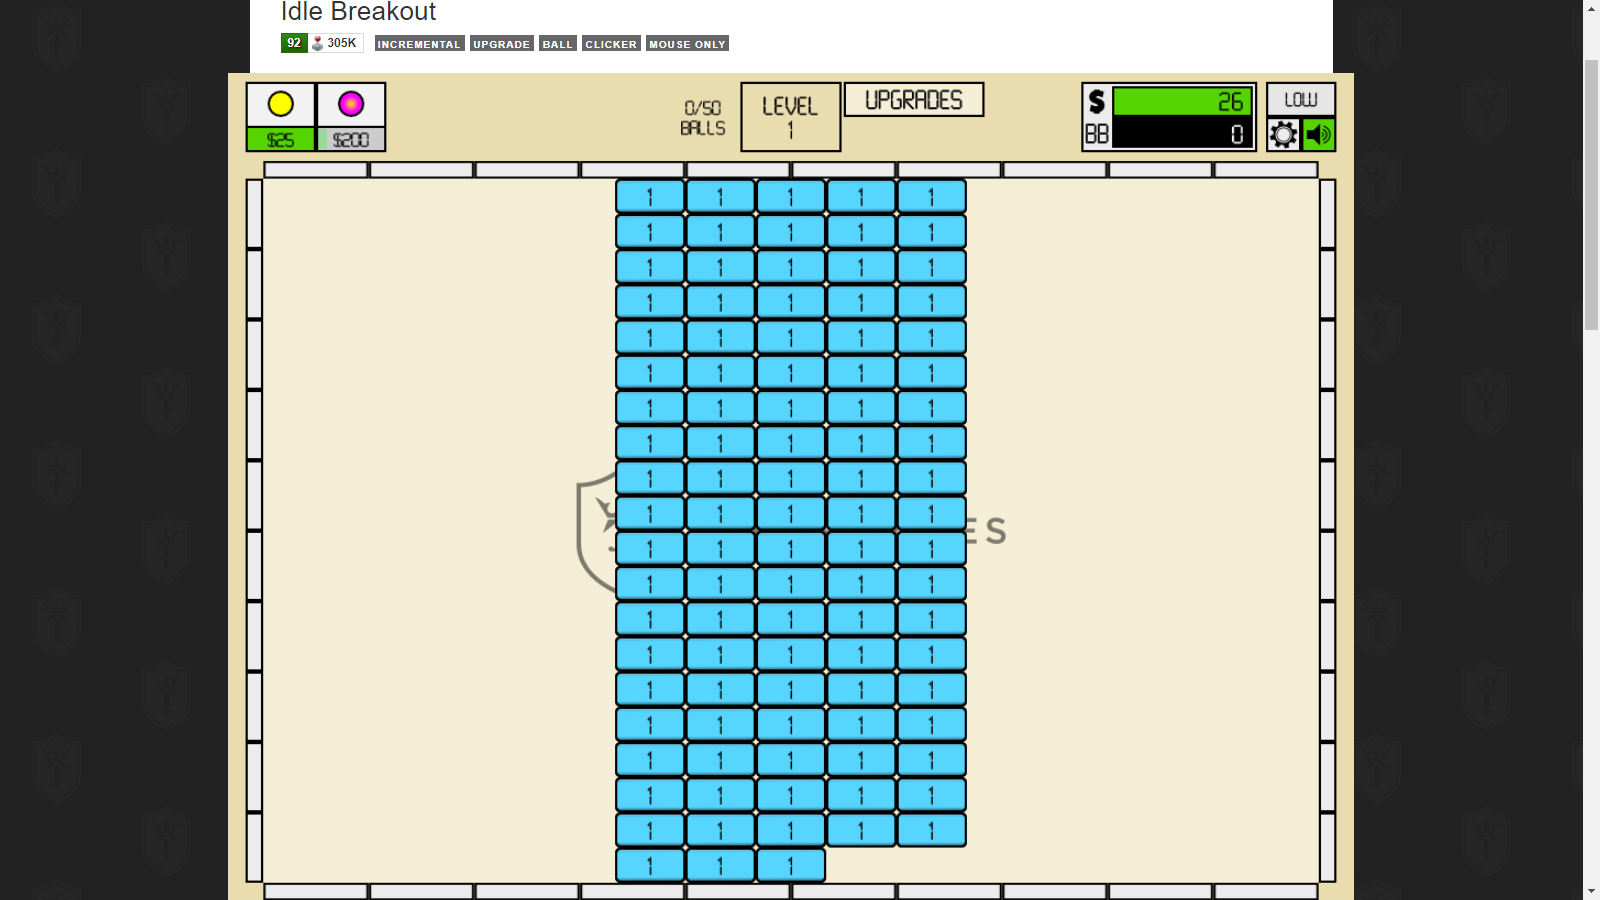 Idle Breakout
92 305K INCREMENTAL UPGRADE BALL CLICKER MOUSE ONLY
$25 $200
0/50
BALLS
LEVEL
1
UPGRADES
$ 26
BB 0
LOW
1 1 1 1 1
1 1 1 1 1
1 1 1 1 1
1 1 1 1 1
1 1 1 1 1
1 1 1 1 1
1 1 1 1 1
1 1 1 1 1
1 1 1 1 1
1 1 1 1 1
ES
1 1 1 1 1
1 1 1 1 1
1 1 1 1 1
1 1 1 1 1
1 1 1 1 1
1 1 1 1 1
1 1 1 1 1
1 1 1 1 1
1 1 1 1 1
1 1 1